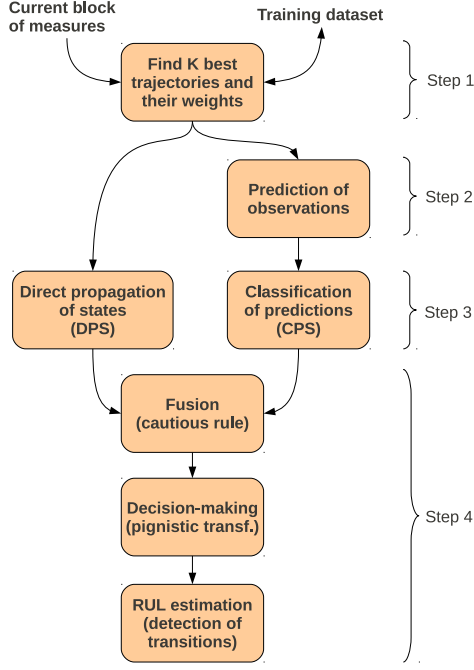 Current block
of measures
Training dataset
Find K best
trajectories and
their weights
Step 1
Prediction of
observations
Step 2
Direct propagation
of states
(DPS)
Classification
of predictions
(CPS)
Step 3
Fusion
(cautious rule)
Decision-making
(pignistic transf.)
Step 4
RUL estimation
(detection of
transitions)